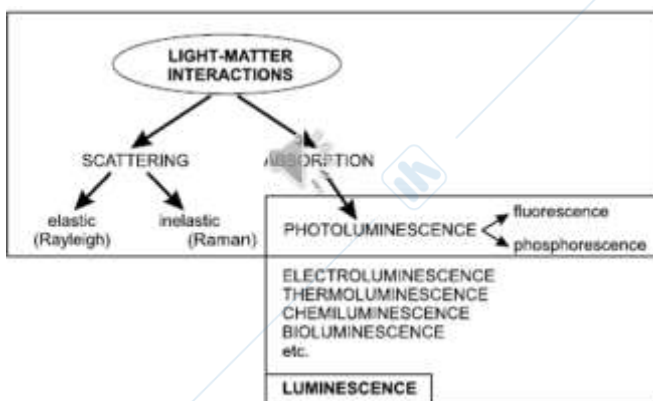 LIGHT-MATTER
INTERACTIONS
SCATTERING
ABSORPTION
elastic
(Rayleigh)
inelastic
(Raman)
PHOTOLUMINESCENCE
fluorescence
phosphorescence
ELECTROLUMINESCENCE
THERMOLUMINESCENCE
CHEMILUMINESCENCE
BIOLUMINESCENCE
etc.
LUMINESCENCE